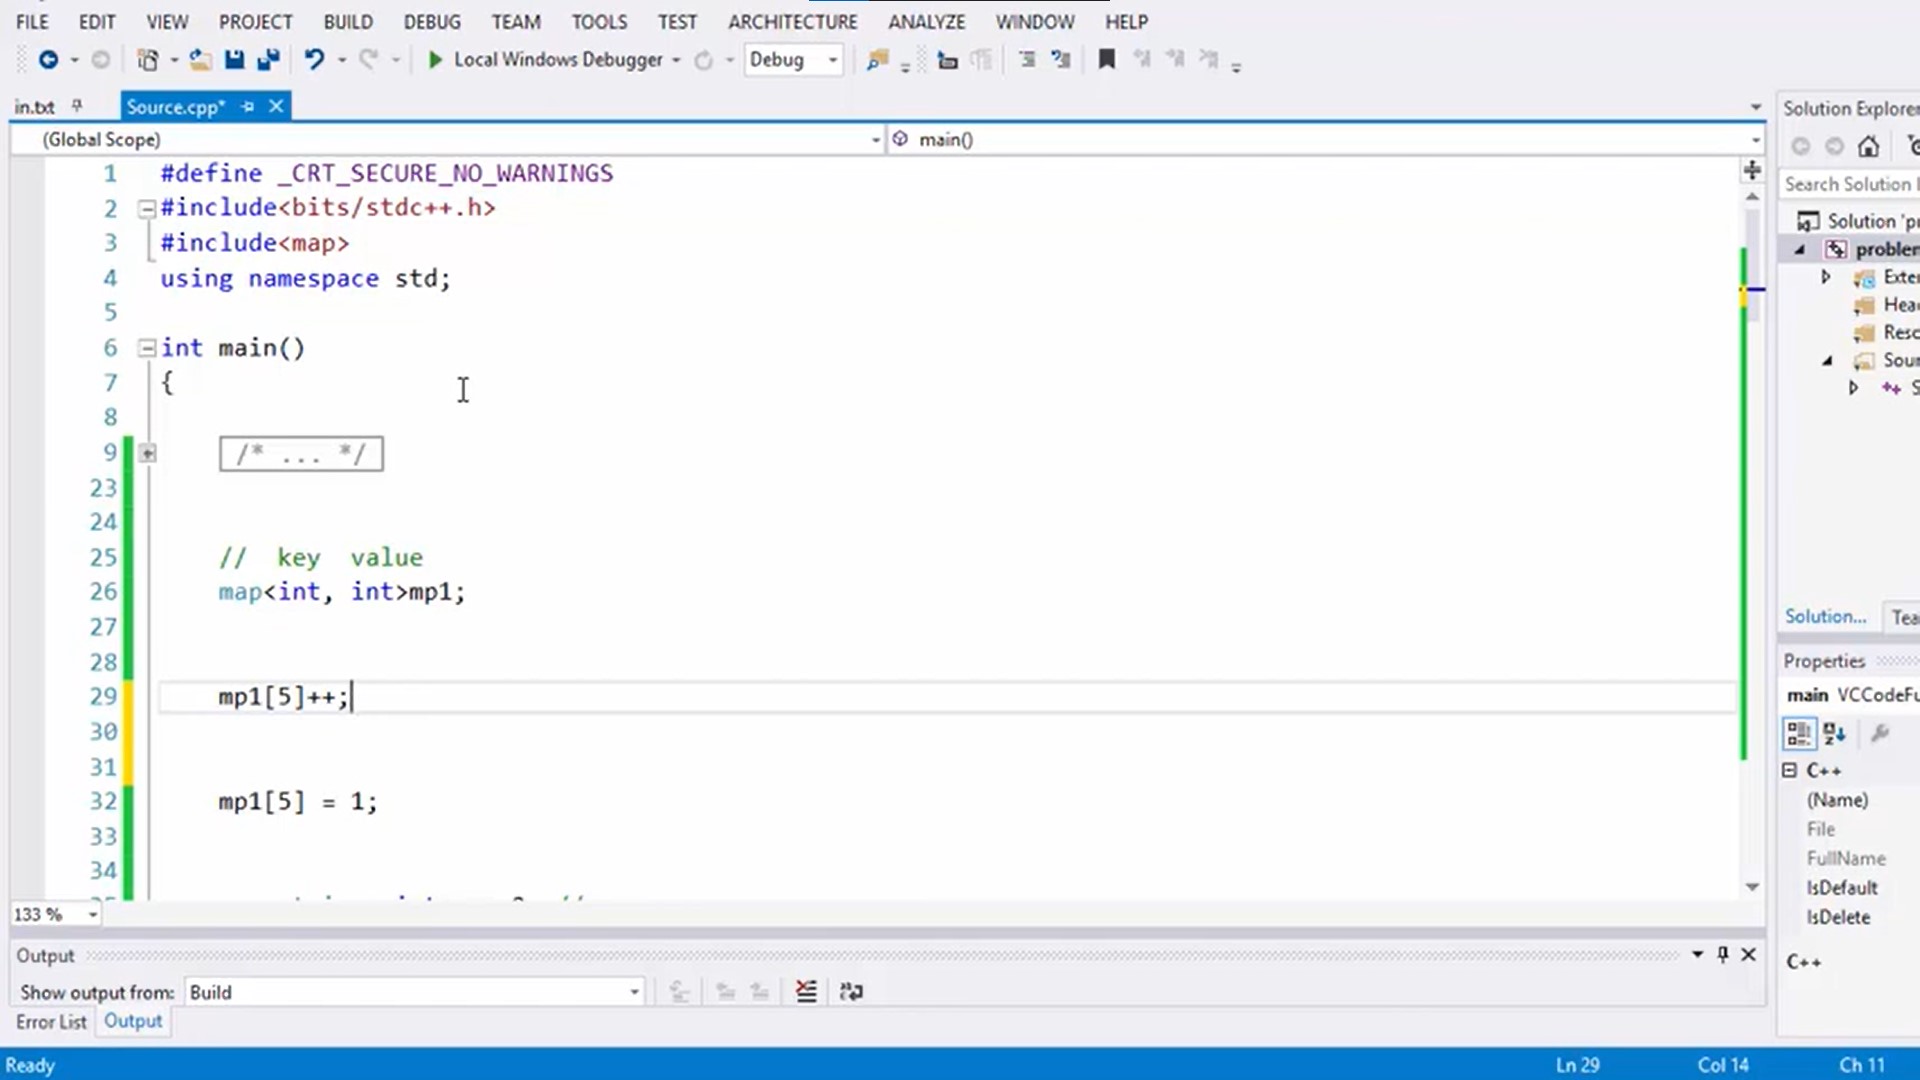 FILE EDIT VIEW PROJECT BUILD DEBUG TEAM TOOLS TEST ARCHITECTURE ANALYZE WINDOW HELP
Local Windows Debugger Debug
in.txt Source.cpp*
(Global Scope) main()
1 #define _CRT_SECURE_NO_WARNINGS
2 #include<bits/stdc++.h>
3 #include<map>
4 using namespace std;
5
6 int main()
7 {
8
9 /* ... */
23
24
25 // key value
26 map<int, int>mp1;
27
28
29 mp1[5]++;
30
31
32 mp1[5] = 1;
33
34
133 %
Output
Show output from: Build
Error List Output
Solution Explorer
Search Solution
Solution 'p
problem
Exter
Head
Reso
Sour
S
Solution... Tea
Properties
main VCCodeFu
C++
(Name)
File
FullName
IsDefault
IsDelete
C++
Ready Ln 29 Col 14 Ch 11